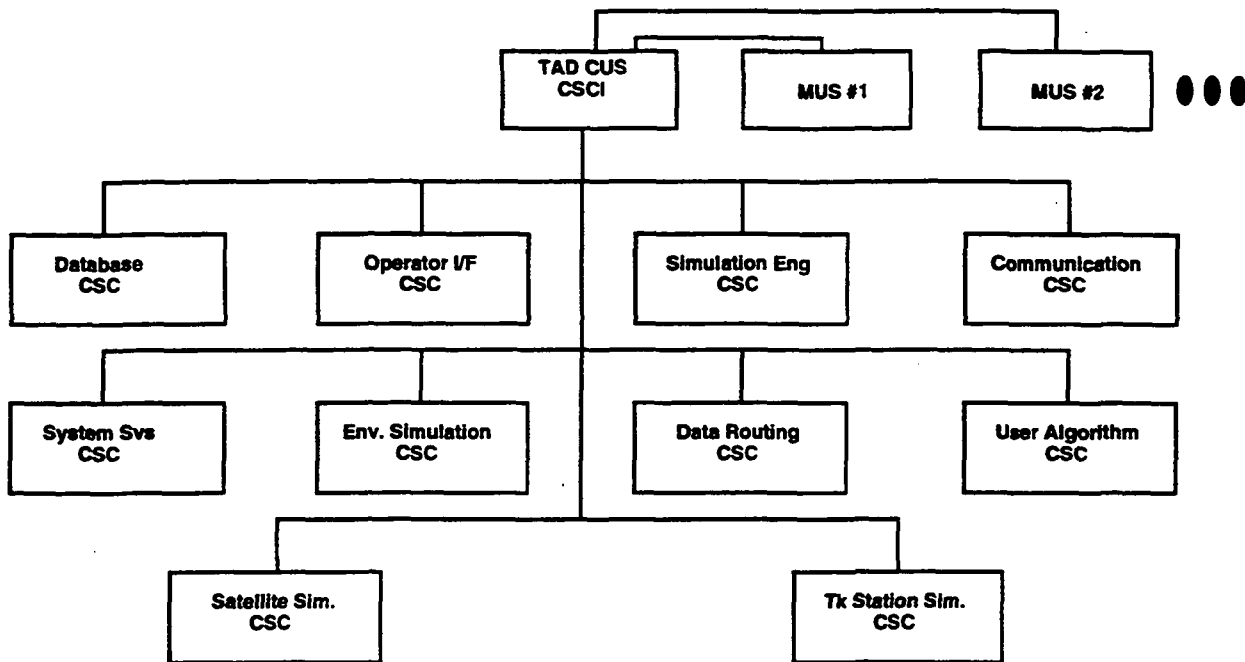 TAD CUS
CSCI
MUS #1
MUS #2
Database
CSC
Operator I/F
CSC
Simulation Eng
CSC
Communication
CSC
System Svs
CSC
Env. Simulation
CSC
Data Routing
CSC
User Algorithm
CSC
Satellite Sim.
CSC
Tk Station Sim.
CSC